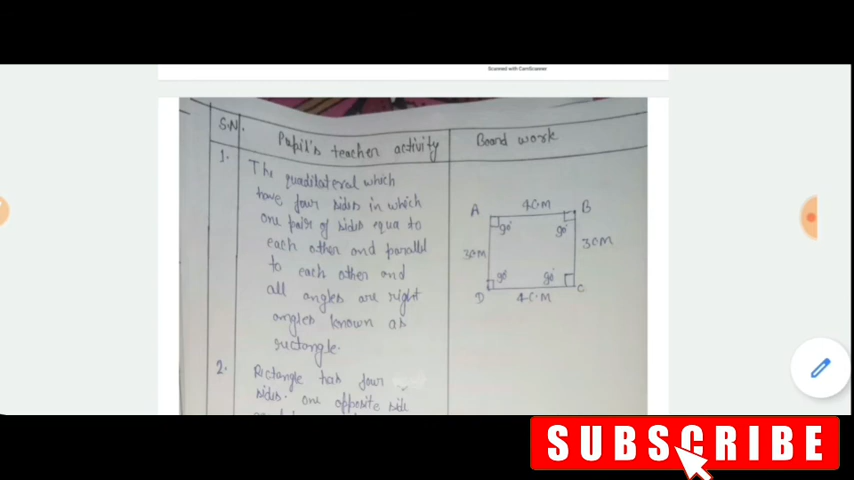 Scanned with CamScanner
S.N.
Pupil's teacher activity
Board work
1.
The quadilateral which
have four sides in which
one pair of sides equa to
each other and parallel
to each other and
all angles are right
angles known as
rectangle.
A
4CM
B
90°
90°
3CM
3CM
90°
90°
D
4C.M
C
2.
Rectangle has four
sides. one opposite side
SUBSCRIBE